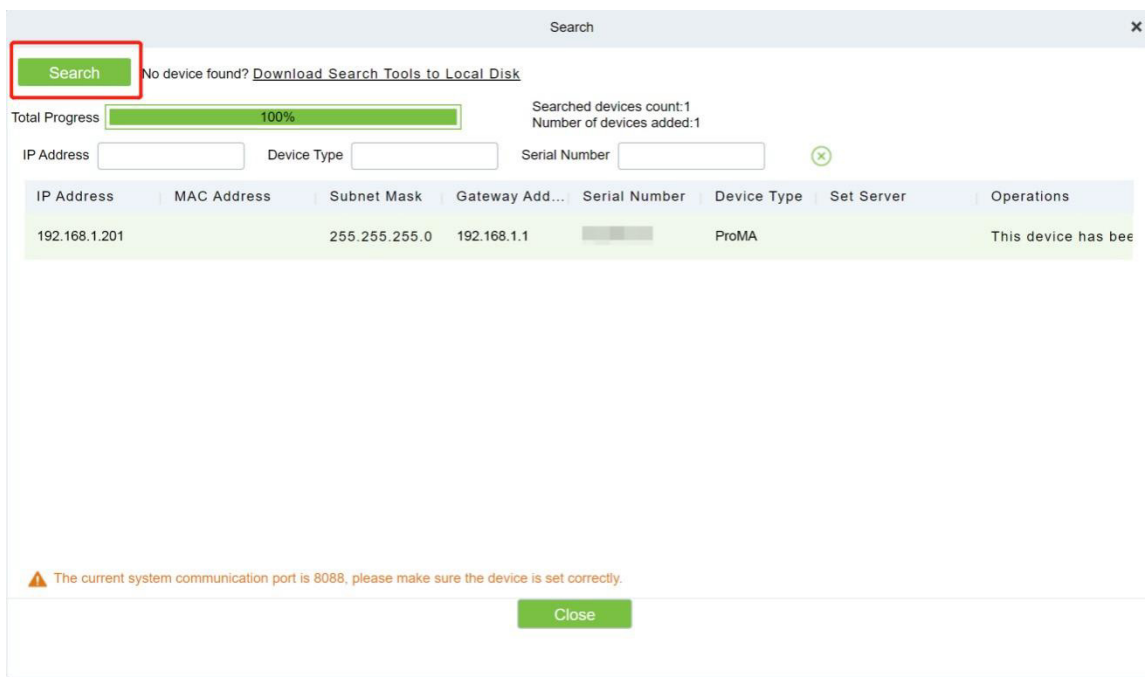 Search
Search No device found? Download Search Tools to Local Disk
Total Progress 100% Searched devices count:1
Number of devices added:1
IP Address Device Type Serial Number
IP Address MAC Address Subnet Mask Gateway Add... Serial Number Device Type Set Server Operations
192.168.1.201 255.255.255.0 192.168.1.1 ProMA This device has bee
The current system communication port is 8088, please make sure the device is set correctly.
Close